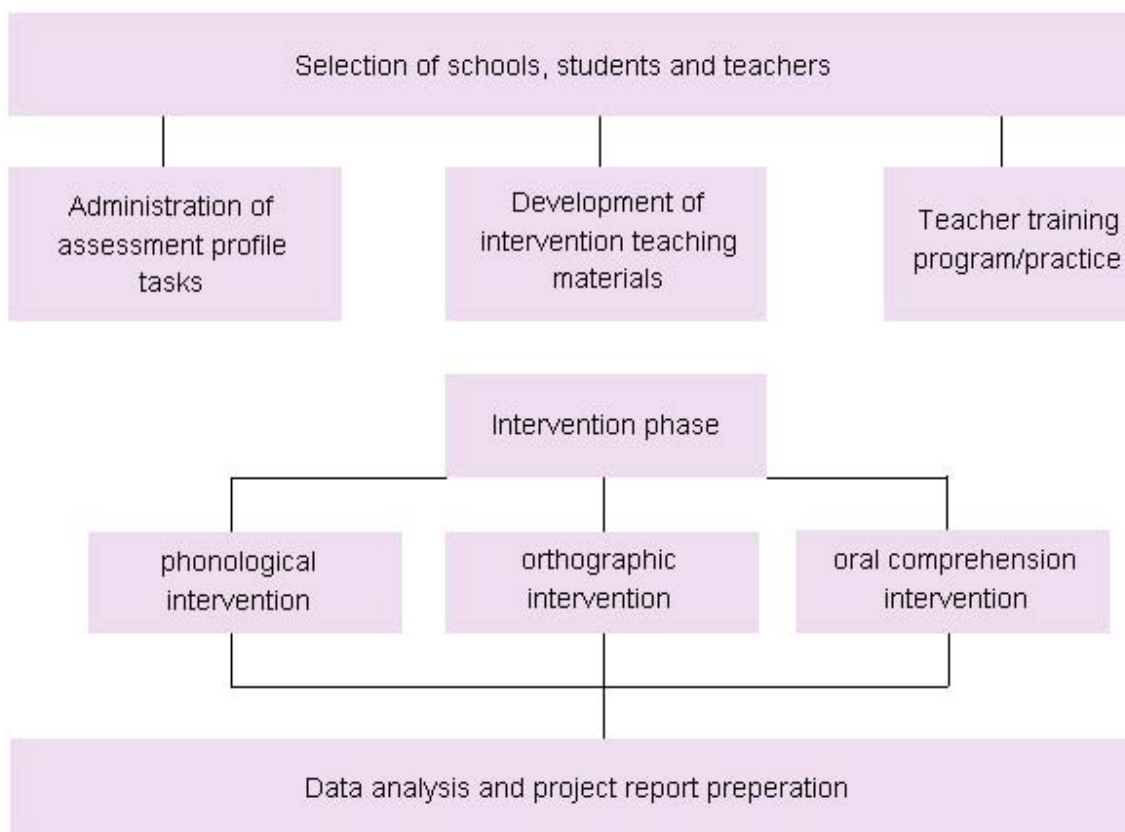 Selection of schools, students and teachers
Administration of
assessment profile
tasks
Development of
intervention teaching
materials
Teacher training
program/practice
Intervention phase
phonological
intervention
orthographic
intervention
oral comprehension
intervention
Data analysis and project report preperation